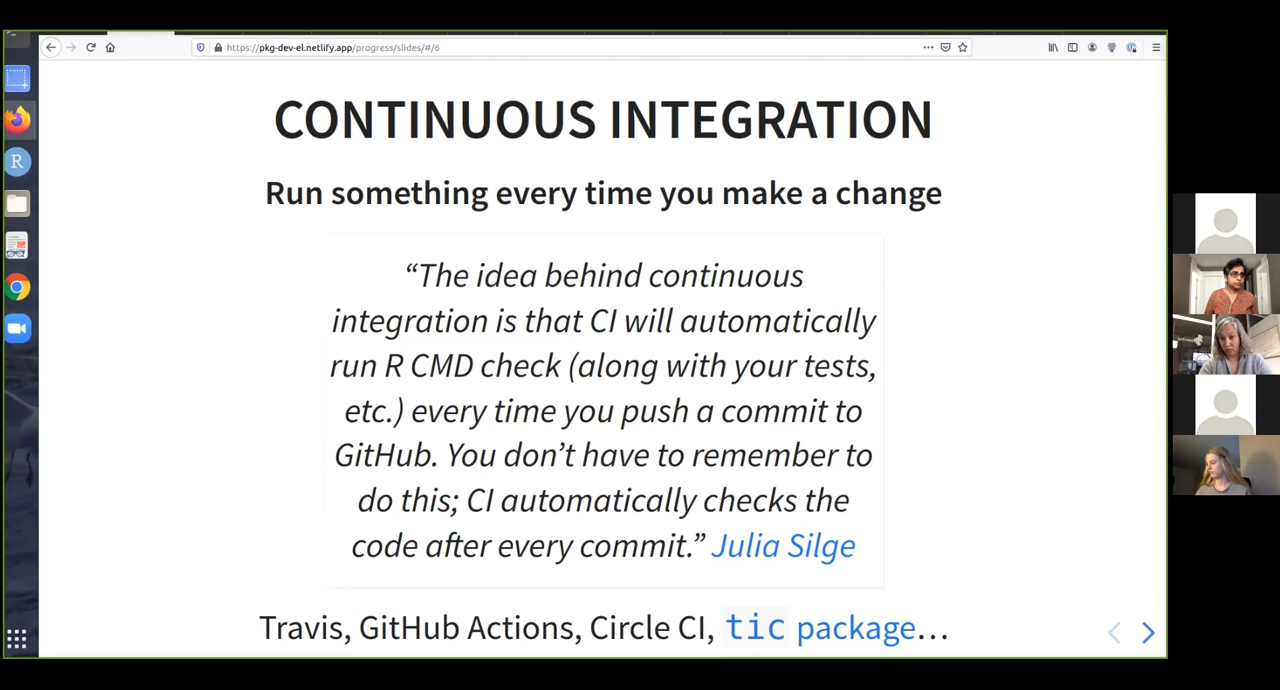 https://pkg-dev-el.netlify.app/progress/slides/#/6
CONTINUOUS INTEGRATION
Run something every time you make a change
“The idea behind continuous
integration is that CI will automatically
run R CMD check (along with your tests,
etc.) every time you push a commit to
GitHub. You don’t have to remember to
do this; CI automatically checks the
code after every commit.” Julia Silge
Travis, GitHub Actions, Circle CI, tic package…
R